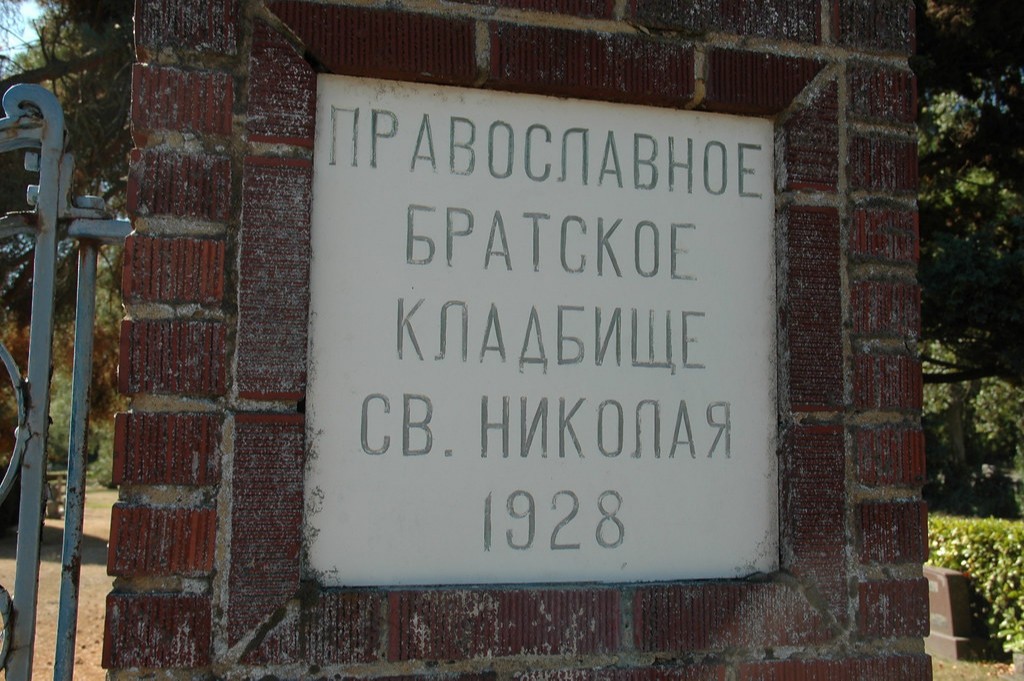 ПРАВОСЛАВНОЕ
БРАТСКОЕ
КЛАДБИЩЕ
СВ. НИКОЛАЯ
1928